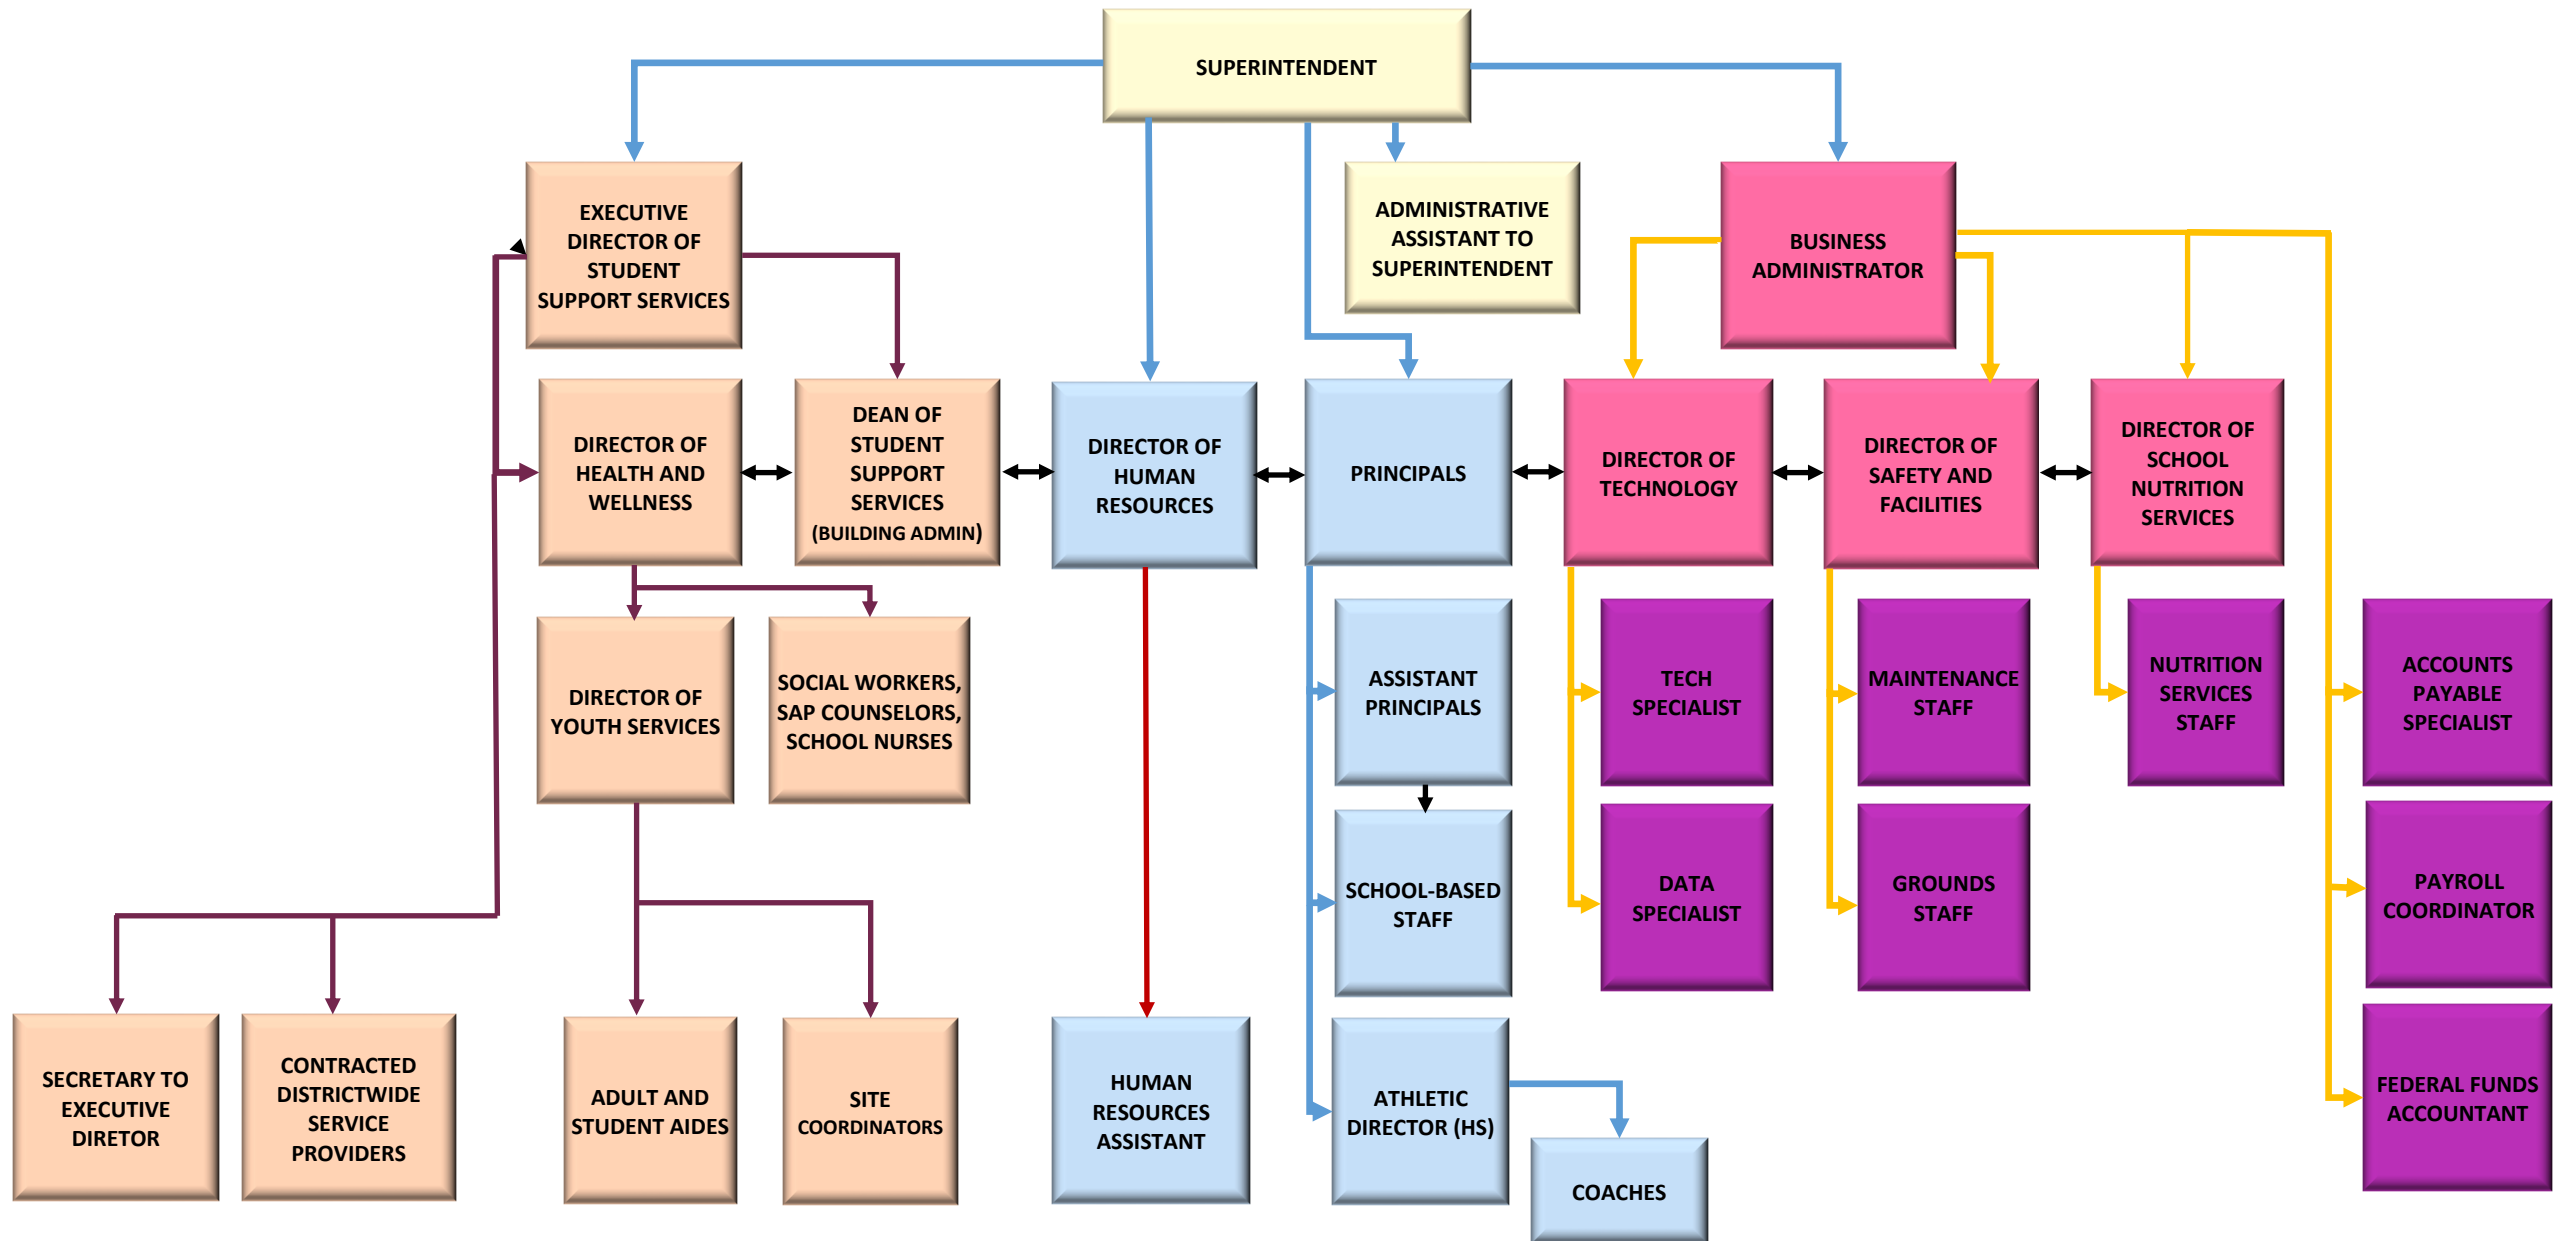 SUPERINTENDENT
EXECUTIVE
DIRECTOR OF
STUDENT
SUPPORT SERVICES
ADMINISTRATIVE
ASSISTANT TO
SUPERINTENDENT
BUSINESS
ADMINISTRATOR
DIRECTOR OF
HEALTH AND
WELLNESS
DEAN OF
STUDENT
SUPPORT
SERVICES
(BUILDING ADMIN)
DIRECTOR OF
HUMAN
RESOURCES
PRINCIPALS
DIRECTOR OF
TECHNOLOGY
DIRECTOR OF
SAFETY AND
FACILITIES
DIRECTOR OF
SCHOOL
NUTRITION
SERVICES
DIRECTOR OF
YOUTH SERVICES
SOCIAL WORKERS,
SAP COUNSELORS,
SCHOOL NURSES
ASSISTANT
PRINCIPALS
TECH
SPECIALIST
MAINTENANCE
STAFF
NUTRITION
SERVICES
STAFF
ACCOUNTS
PAYABLE
SPECIALIST
SCHOOL-BASED
STAFF
DATA
SPECIALIST
GROUNDS
STAFF
PAYROLL
COORDINATOR
SECRETARY TO
EXECUTIVE
DIRETOR
CONTRACTED
DISTRICTWIDE
SERVICE
PROVIDERS
ADULT AND
STUDENT AIDES
SITE
COORDINATORS
HUMAN
RESOURCES
ASSISTANT
ATHLETIC
DIRECTOR (HS)
COACHES
FEDERAL FUNDS
ACCOUNTANT